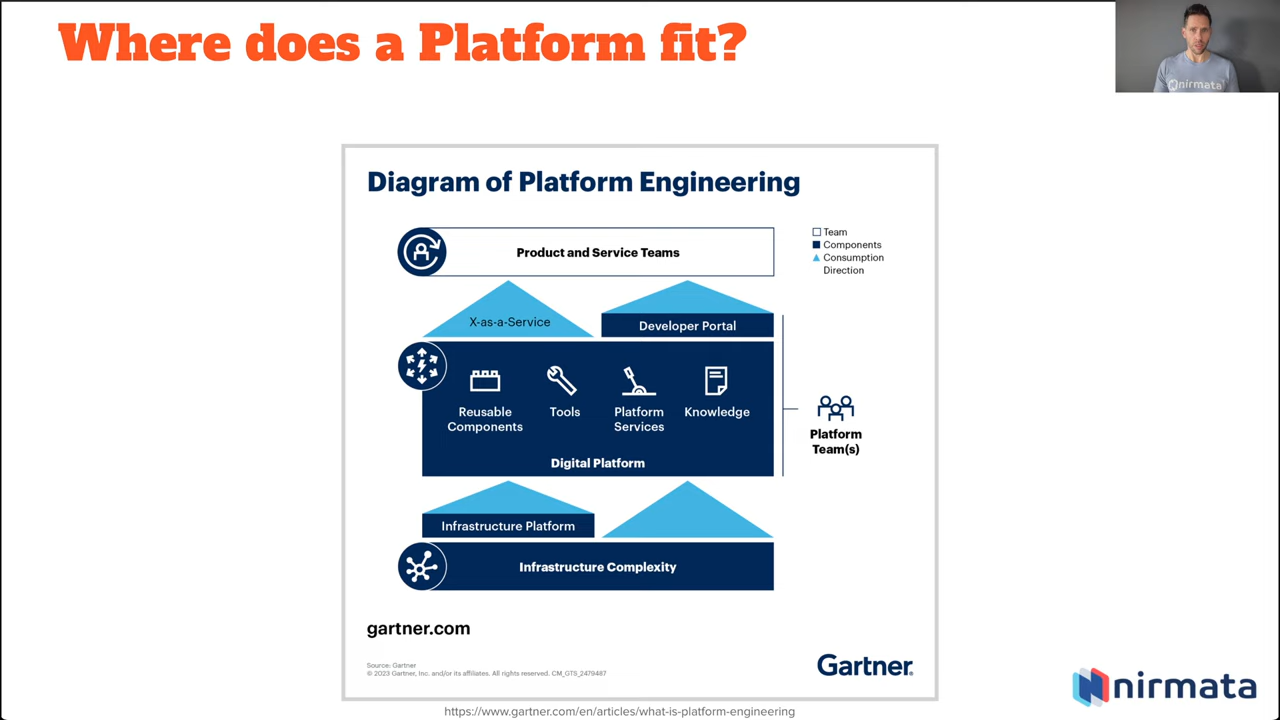 Where does a Platform fit?
nirmata
Diagram of Platform Engineering
Product and Service Teams
Team
Components
Consumption
Direction
X-as-a-Service
Developer Portal
Reusable
Components
Tools
Platform
Services
Knowledge
Digital Platform
Platform
Team(s)
Infrastructure Platform
Infrastructure Complexity
gartner.com
Source: Gartner
© 2023 Gartner, Inc. and/or its affiliates. All rights reserved. CM_GTS_2479487
Gartner®
nirmata
https://www.gartner.com/en/articles/what-is-platform-engineering